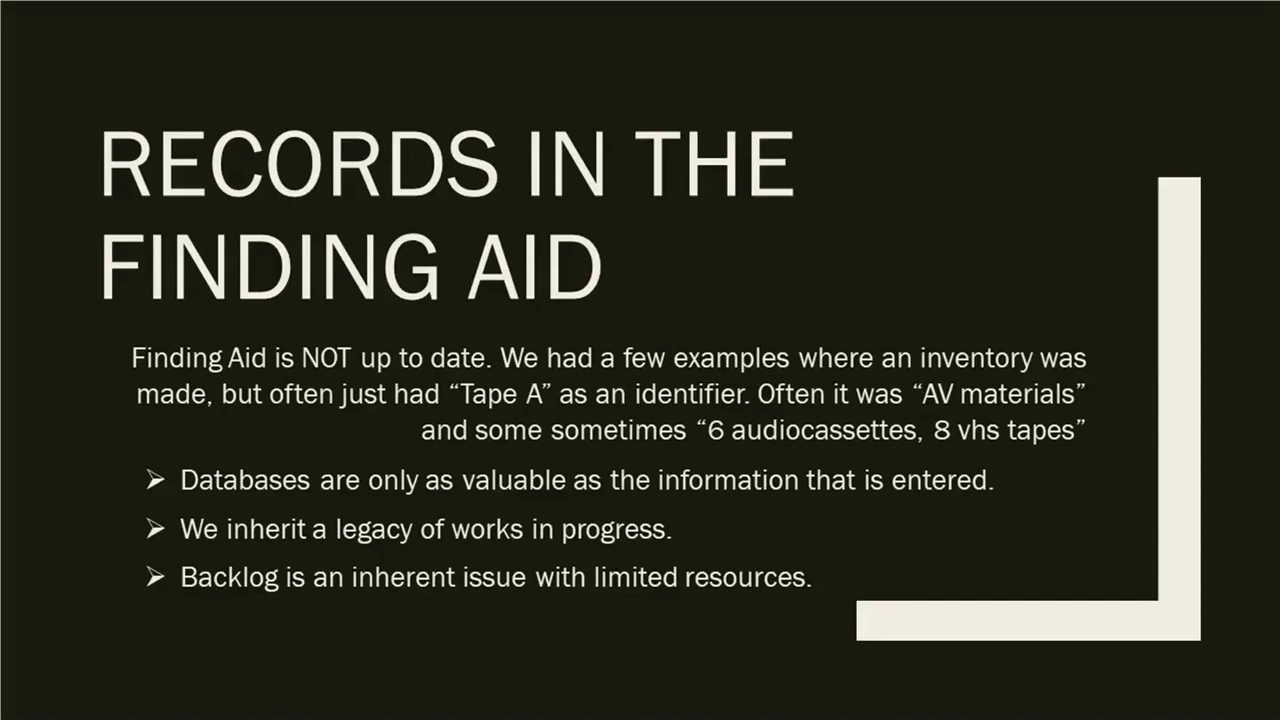 RECORDS IN THE
FINDING AID
Finding Aid is NOT up to date. We had a few examples where an inventory was
made, but often just had “Tape A” as an identifier. Often it was “AV materials”
and some sometimes “6 audiocassettes, 8 vhs tapes”
➢ Databases are only as valuable as the information that is entered.
➢ We inherit a legacy of works in progress.
➢ Backlog is an inherent issue with limited resources.